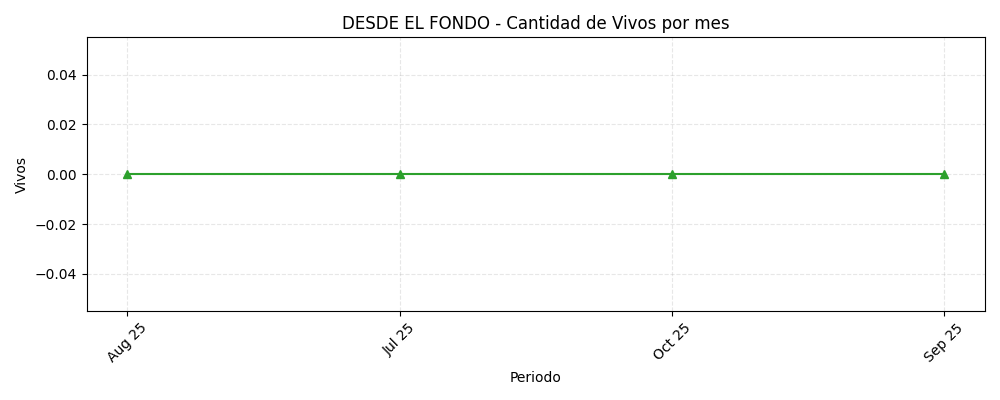 DESDE EL FONDO - Cantidad de Vivos por mes
Vivos
0.04
0.02
0.00
−0.02
−0.04
Aug 25
Jul 25
Oct 25
Sep 25
Periodo